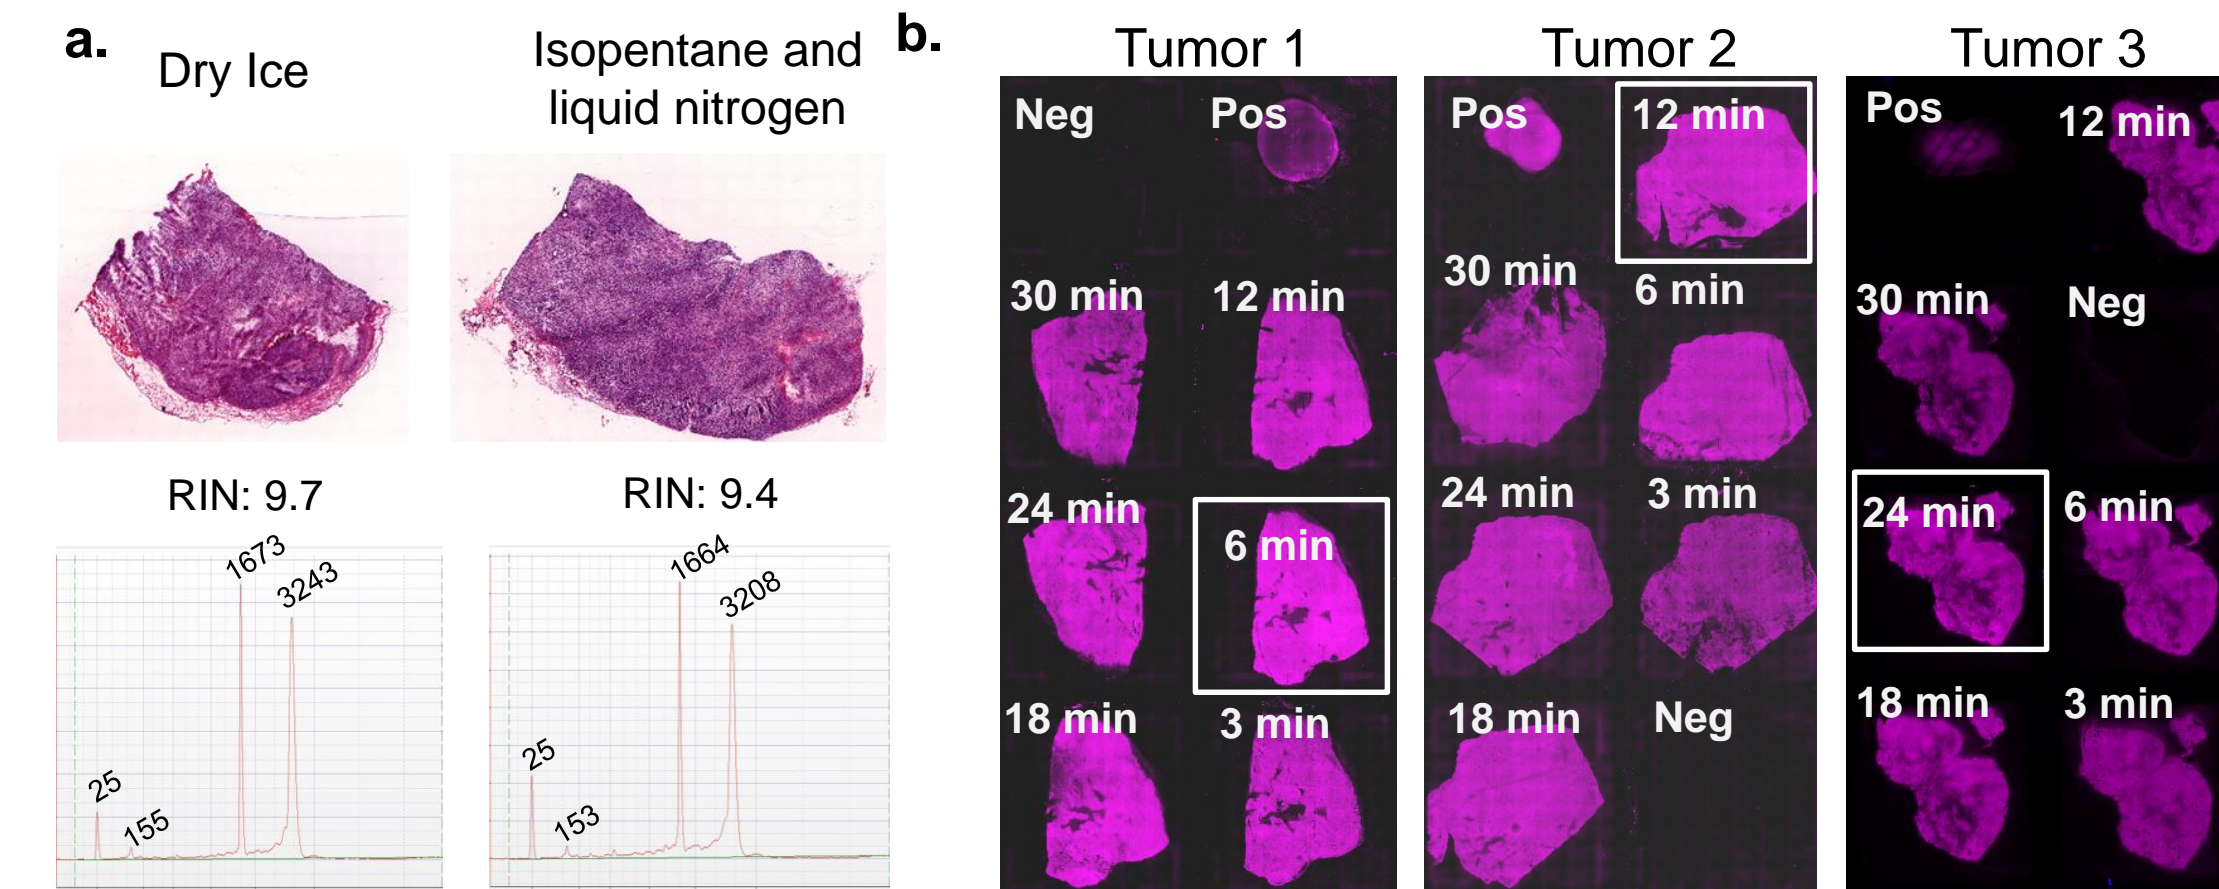 a.
Dry Ice
Isopentane and
liquid nitrogen
RIN: 9.7
RIN: 9.4
1673
3243
25
155
1664
3208
25
153
b.
Tumor 1
Neg
Pos
30 min
12 min
24 min
6 min
18 min
3 min
Tumor 2
Pos
12 min
30 min
6 min
24 min
3 min
18 min
Neg
Tumor 3
Pos
12 min
30 min
Neg
24 min
6 min
18 min
3 min